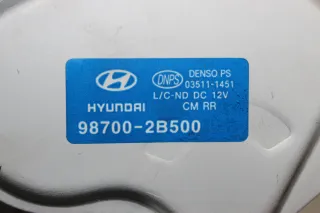 DNPS DENSO PS
03511-1451
L/C-ND DC 12V
HYUNDAI CM RR
98700-2B500